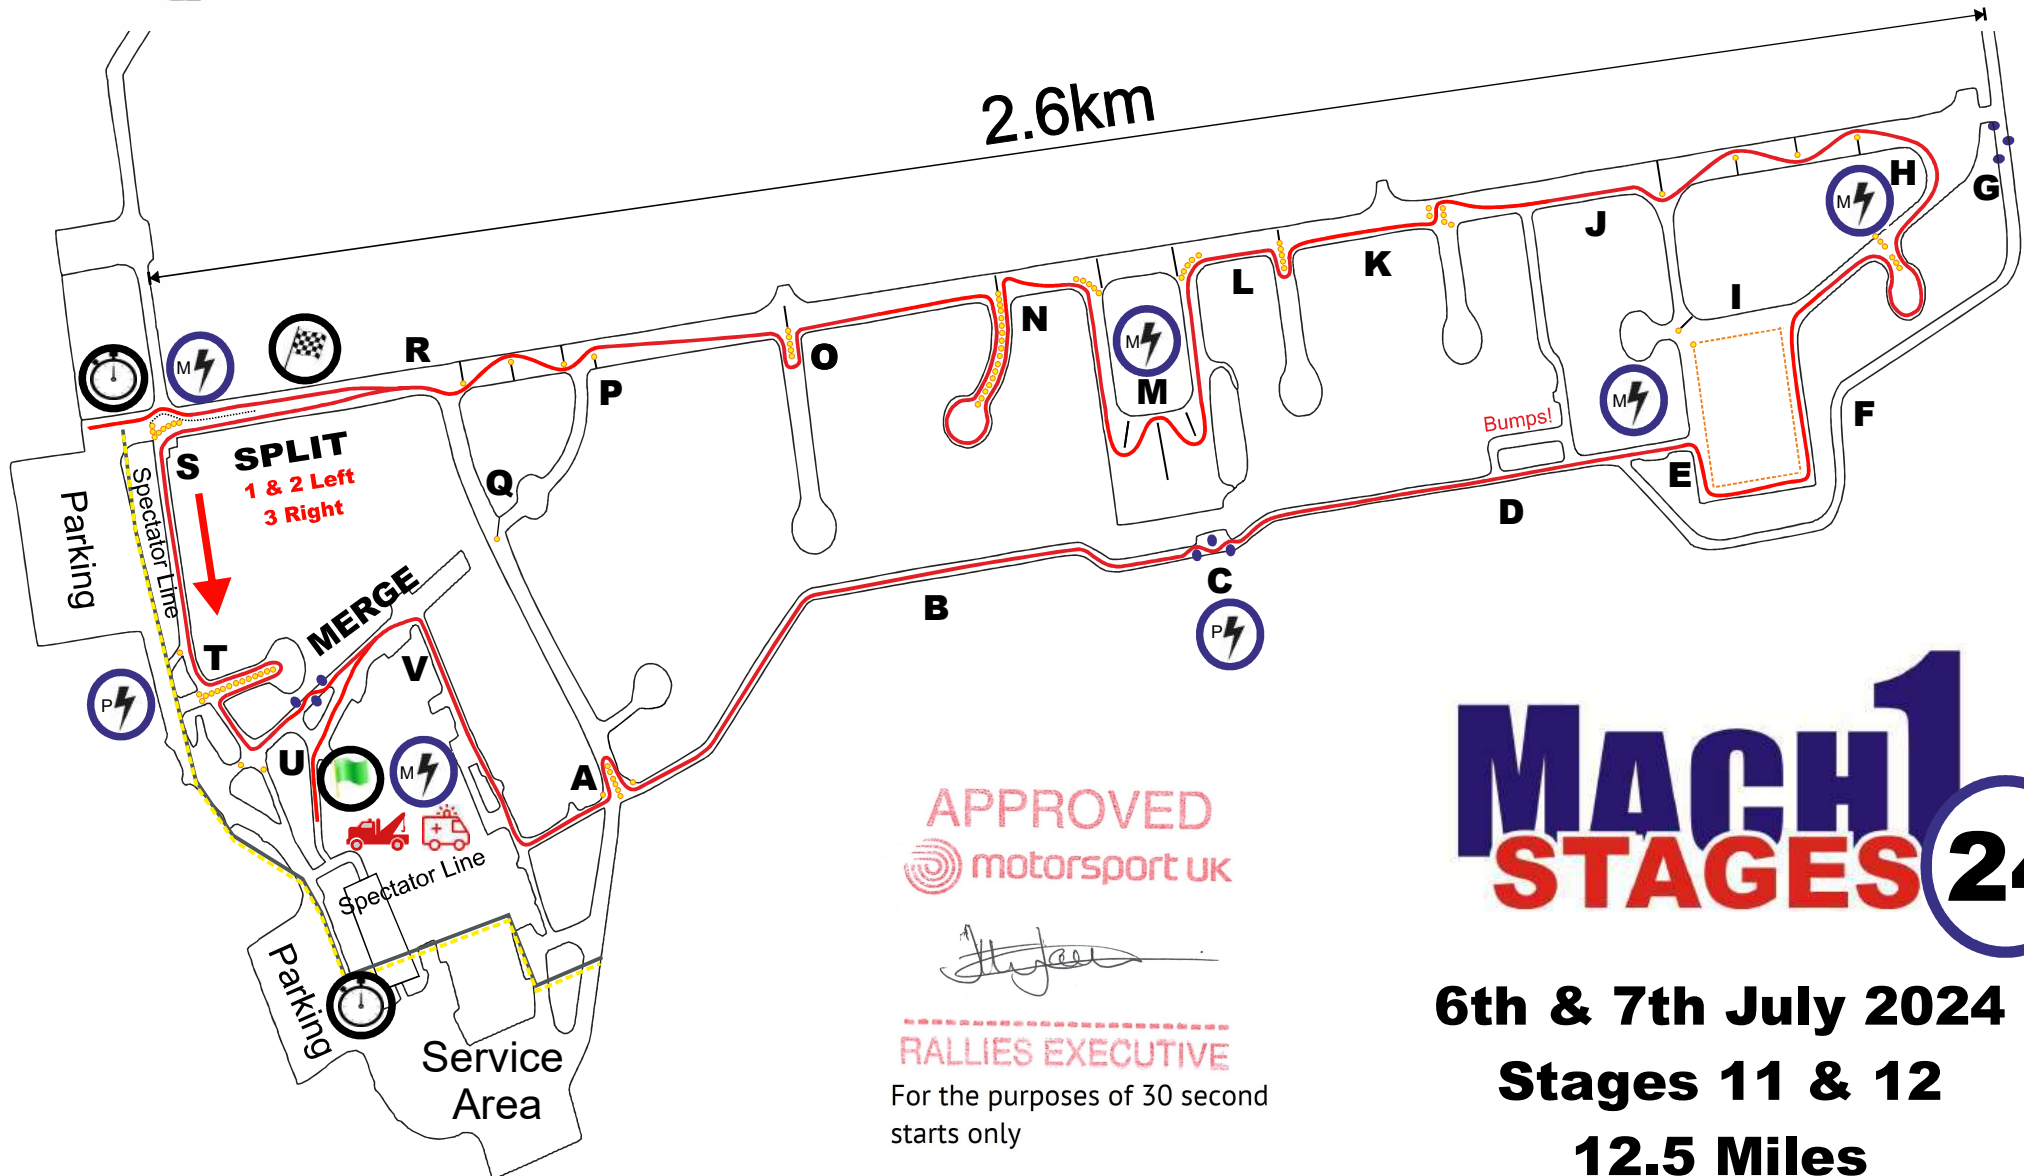 2.6km
H
G
J
I
K
L
N
M
O
P
R
F
Bumps!
E
D
S
SPLIT
1 & 2 Left
3 Right
Q
Parking
Spectator Line
C
B
MERGE
T
V
U
A
M
M
M
M
M
P
P
Spectator Line
Parking
Service
Area
APPROVED
motorsport UK
RALLIES EXECUTIVE
For the purposes of 30 second
starts only
MACH 1
STAGES
6th & 7th July 2024
Stages 11 & 12
12.5 Miles